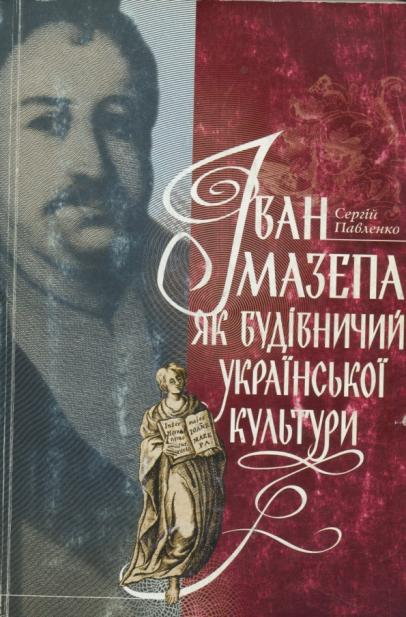 Іван
Сергій
Павленко
МАЗЕПА
ЯК БУДІВНИЧИЙ
УКРАЇНСЬКОЇ
КУЛЬТУРИ